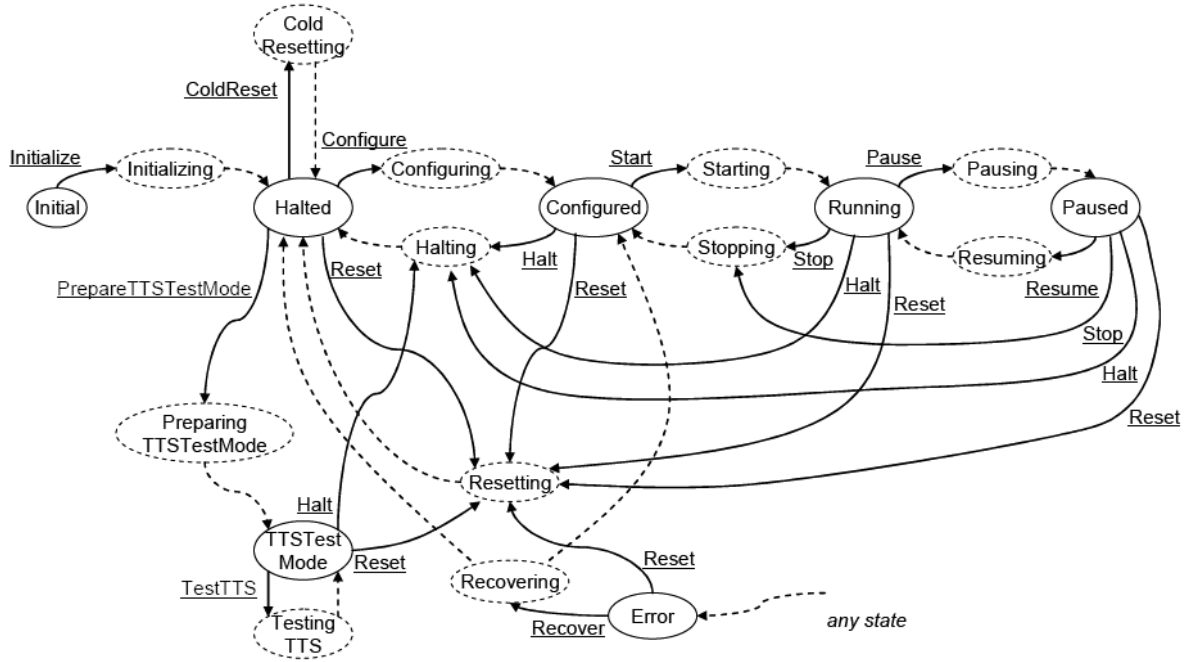 Cold
Resetting
ColdReset
Initialize
Initializing
Configure
Configuring
Start
Starting
Pause
Pausing
Initial
Halted
Configured
Running
Paused
Halting
Halt
Stopping
Stop
Resuming
Resume
Reset
Reset
Halt
Reset
PrepareTTSTestMode
Stop
Halt
Reset
Preparing
TTSTestMode
Resetting
Halt
TTSTest
Mode
Reset
Reset
TestTTS
Recovering
Testing
TTS
Recover
Error
any state